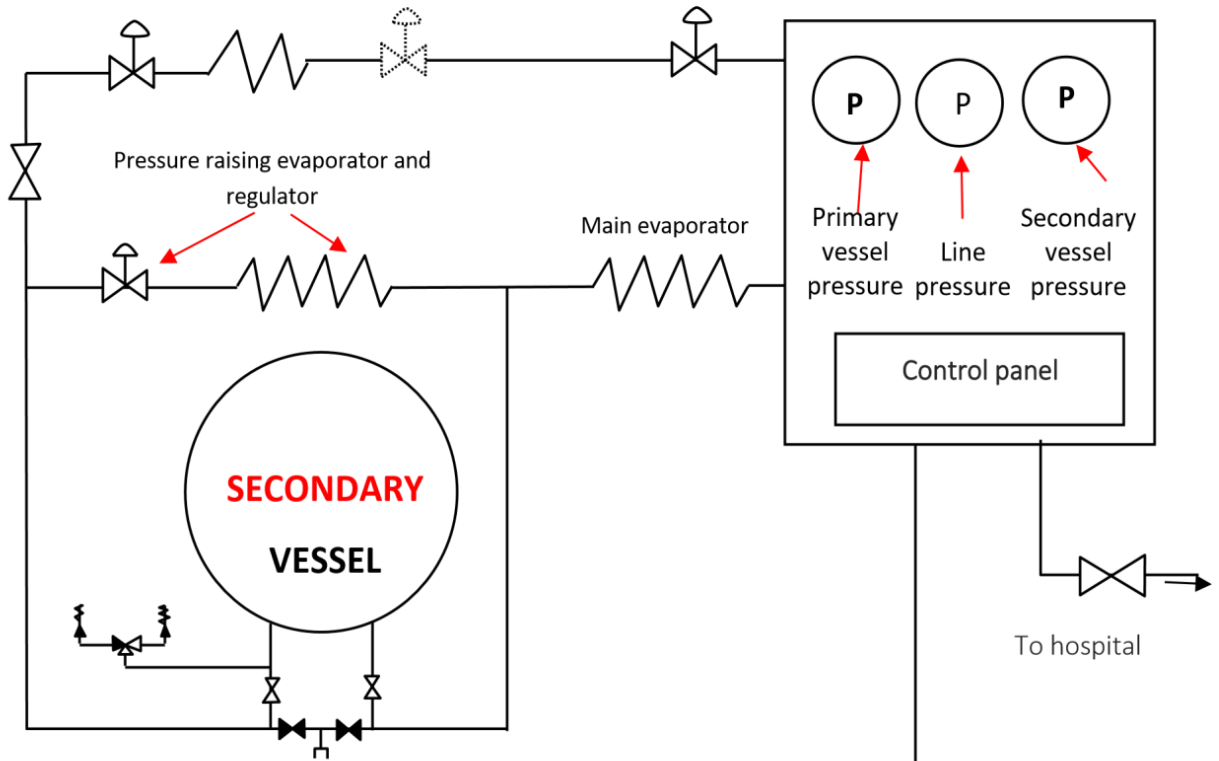 P
P
P
Pressure raising evaporator and
regulator
Primary
vessel
pressure
Line
pressure
Secondary
vessel
pressure
Main evaporator
Control panel
SECONDARY
VESSEL
To hospital